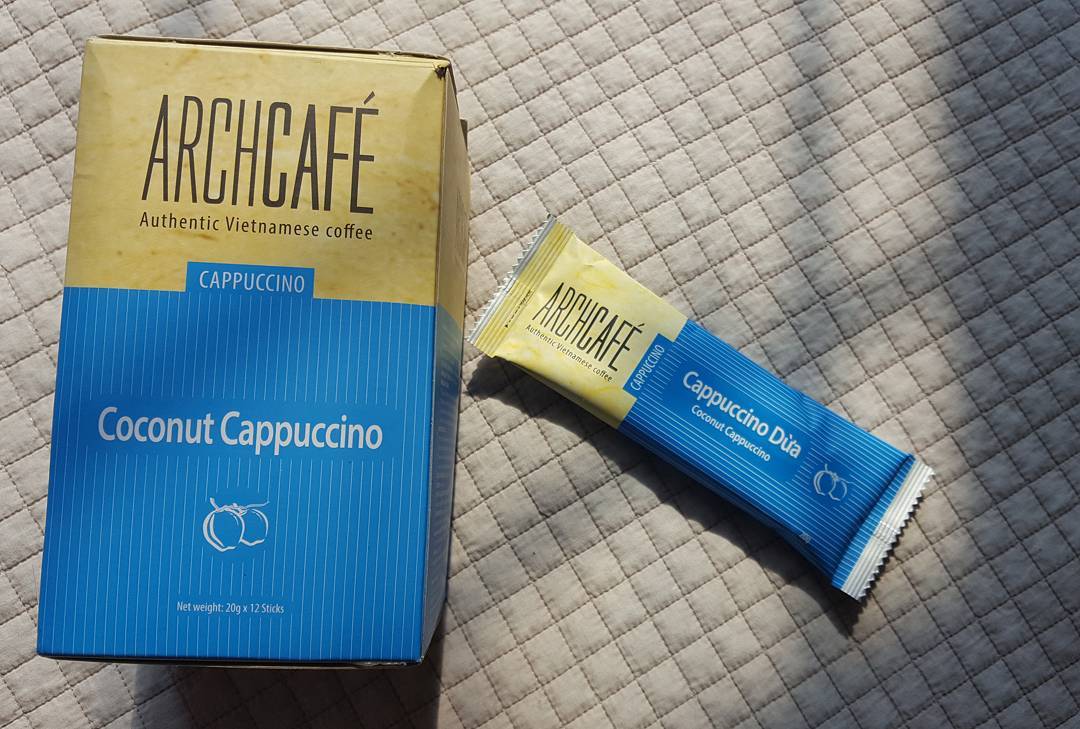 ARCHCAFÉ
Authentic Vietnamese coffee
CAPPUCCINO
Coconut Cappuccino
Net weight: 20g x 12 Sticks
ARCHCAFÉ
Authentic Vietnamese coffee
CAPPUCCINO
Cappuccino Dừa
Coconut Cappuccino